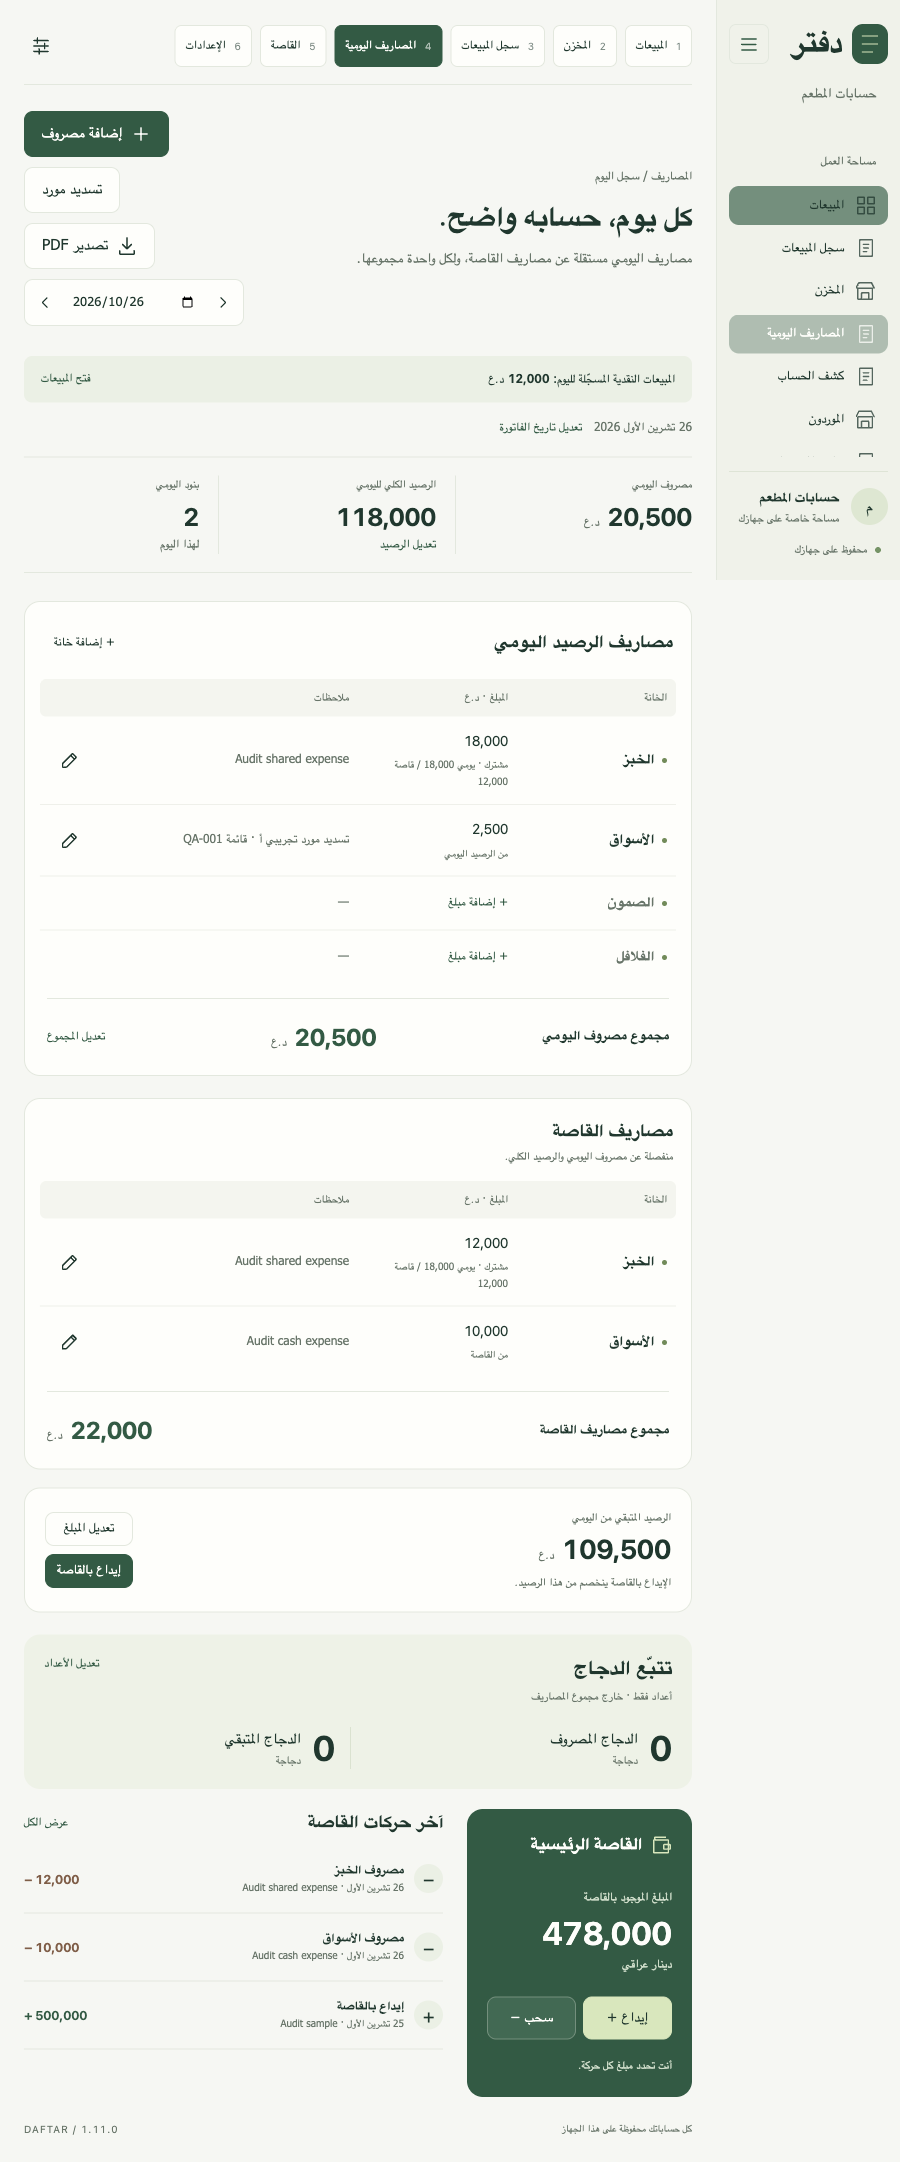 دفتر
حسابات المطعم
مساحة العمل
المبيعات
سجل المبيعات
المخزن
المصاريف اليومية
كشف الحساب
الموردون
م
حسابات المطعم
مساحة خاصة على جهازك
محفوظ على جهازك
1 المبيعات
2 المخزن
3 سجل المبيعات
4 المصاريف اليومية
5 القاصة
6 الإعدادات
المصاريف / سجل اليوم
كل يوم، حسابه واضح.
مصاريف اليومي مستقلة عن مصاريف القاصة، ولكل واحدة مجموعها.
إضافة مصروف
تسديد مورد
تصدير PDF
2026/10/26
المبيعات النقدية المسجّلة لليوم: 12,000 د.ع
فتح المبيعات
26 تشرين الأول 2026 تعديل تاريخ الفاتورة
مصروف اليومي
20,500 د.ع
الرصيد الكلي لليومي
118,000
تعديل الرصيد
بنود اليومي
2
لهذا اليوم
مصاريف الرصيد اليومي
+ إضافة خانة
الخانة المبلغ · د.ع ملاحظات
الخبز 18,000 Audit shared expense
مشترك · يومي 18,000 / قاصة
12,000
الأسواق 2,500 تسديد مورد تجريبي أ · قائمة QA-001
من الرصيد اليومي
الصمون + إضافة مبلغ —
الفلافل + إضافة مبلغ —
مجموع مصروف اليومي 20,500 د.ع تعديل المجموع
مصاريف القاصة
منفصلة عن مصروف اليومي والرصيد الكلي.
الخانة المبلغ · د.ع ملاحظات
الخبز 12,000 Audit shared expense
مشترك · يومي 18,000 / قاصة
12,000
الأسواق 10,000 Audit cash expense
من القاصة
مجموع مصاريف القاصة 22,000 د.ع
الرصيد المتبقي من اليومي
109,500 د.ع
الإيداع بالقاصة ينخصم من هذا الرصيد.
تعديل المبلغ
إيداع بالقاصة
تتبّع الدجاج
تعديل الأعداد
أعداد فقط · خارج مجموع المصاريف
0 الدجاج المصروف
دجاجة
0 الدجاج المتبقي
دجاجة
القاصة الرئيسية
المبلغ الموجود بالقاصة
478,000
دينار عراقي
إيداع +
سحب −
أنت تحدد مبلغ كل حركة.
آخر حركات القاصة
عرض الكل
− مصروف الخبز − 12,000
26 تشرين الأول · Audit shared expense
− مصروف الأسواق − 10,000
26 تشرين الأول · Audit cash expense
+ إيداع بالقاصة + 500,000
25 تشرين الأول · Audit sample
كل حساباتك محفوظة على هذا الجهاز
DAFTAR / 1.11.0